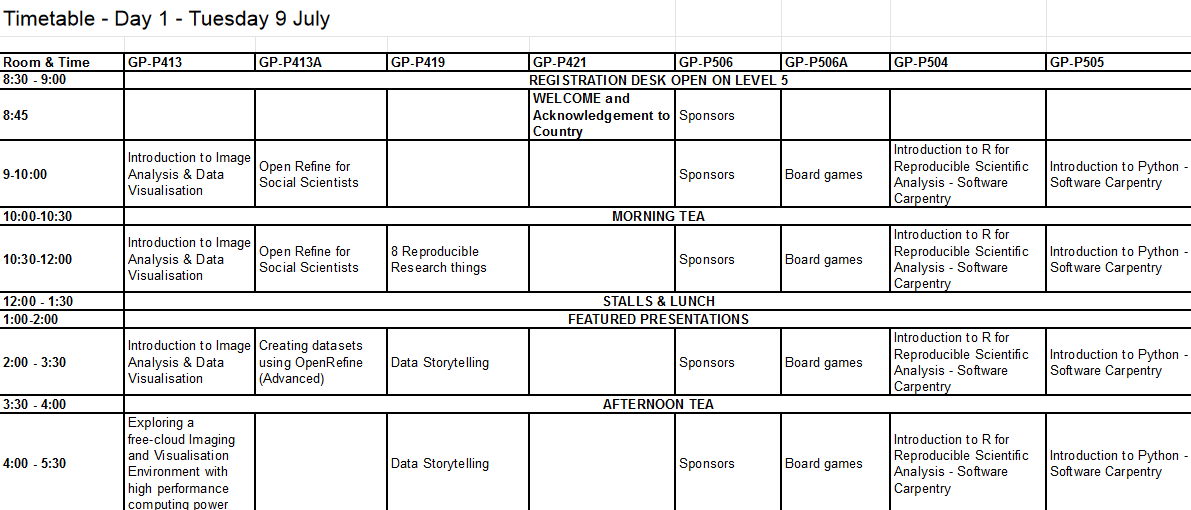 Timetable - Day 1 - Tuesday 9 July
Room & Time GP-P413 GP-P413A GP-P419 GP-P421 GP-P506 GP-P506A GP-P504 GP-P505
8:30 - 9:00 REGISTRATION DESK OPEN ON LEVEL 5
8:45
WELCOME and
Acknowledgement to
Country
Sponsors
9-10:00
Introduction to Image
Analysis & Data
Visualisation
Open Refine for
Social Scientists
Sponsors
Board games
Introduction to R for
Reproducible Scientific
Analysis - Software
Carpentry
Introduction to Python -
Software Carpentry
10:00-10:30 MORNING TEA
10:30-12:00
Introduction to Image
Analysis & Data
Visualisation
Open Refine for
Social Scientists
8 Reproducible
Research things
Sponsors
Board games
Introduction to R for
Reproducible Scientific
Analysis - Software
Carpentry
Introduction to Python -
Software Carpentry
12:00 - 1:30 STALLS & LUNCH
1:00-2:00 FEATURED PRESENTATIONS
2:00 - 3:30
Introduction to Image
Analysis & Data
Visualisation
Creating datasets
using OpenRefine
(Advanced)
Data Storytelling
Sponsors
Board games
Introduction to R for
Reproducible Scientific
Analysis - Software
Carpentry
Introduction to Python -
Software Carpentry
3:30 - 4:00 AFTERNOON TEA
4:00 - 5:30
Exploring a
free-cloud Imaging
and Visualisation
Environment with
high performance
computing power
Data Storytelling
Sponsors
Board games
Introduction to R for
Reproducible Scientific
Analysis - Software
Carpentry
Introduction to Python -
Software Carpentry